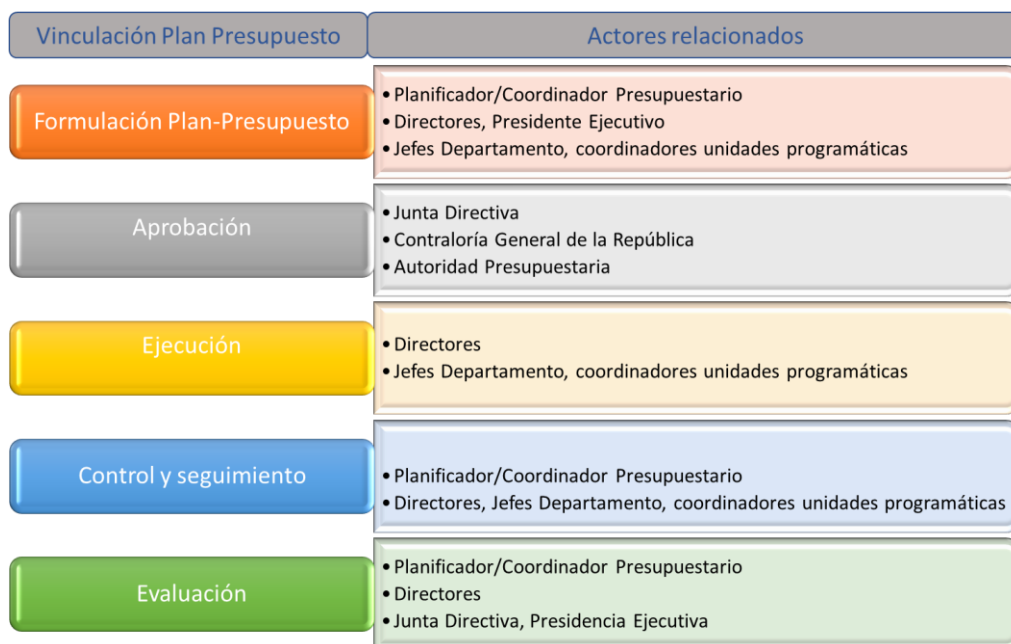 Vinculación Plan Presupuesto
Actores relacionados
Formulación Plan-Presupuesto
•Planificador/Coordinador Presupuestario
•Directores, Presidente Ejecutivo
•Jefes Departamento, coordinadores unidades programáticas
Aprobación
•Junta Directiva
•Contraloría General de la República
•Autoridad Presupuestaria
Ejecución
•Directores
•Jefes Departamento, coordinadores unidades programáticas
Control y seguimiento
•Planificador/Coordinador Presupuestario
•Directores, Jefes Departamento, coordinadores unidades programáticas
Evaluación
•Planificador/Coordinador Presupuestario
•Directores
•Junta Directiva, Presidencia Ejecutiva